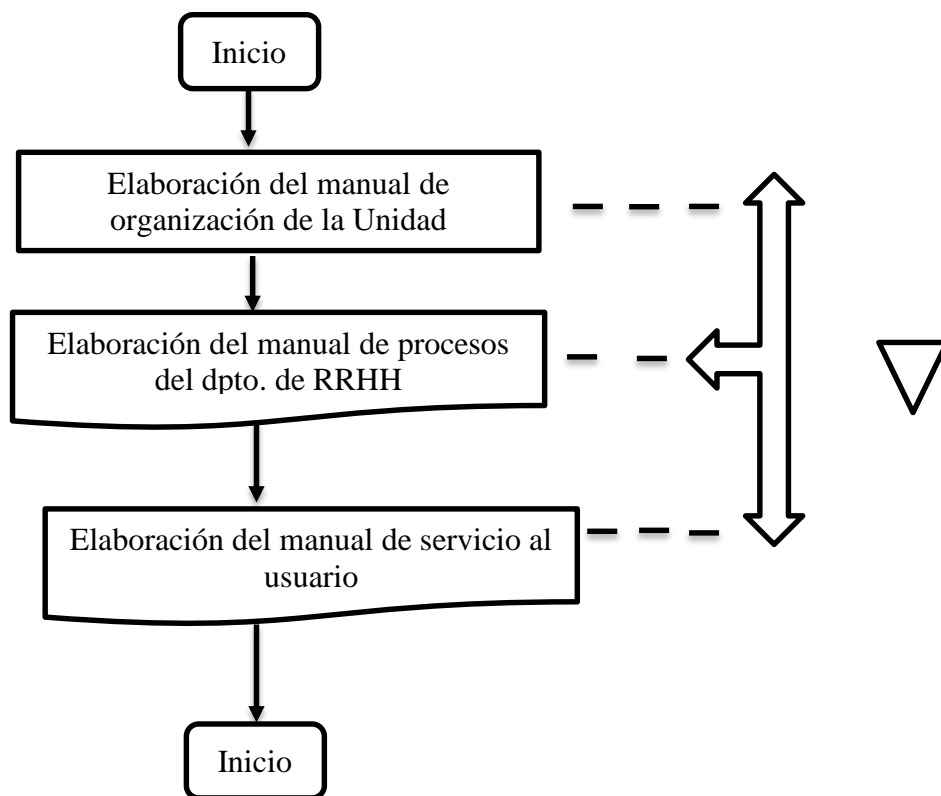 Inicio
Elaboración del manual de
organización de la Unidad
Elaboración del manual de procesos
del dpto. de RRHH
Elaboración del manual de servicio al
usuario
Inicio